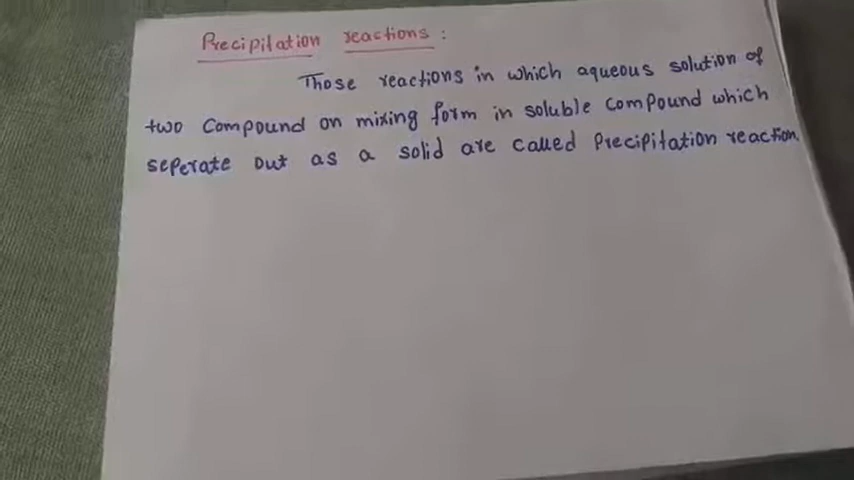 Precipitation reactions :
Those reactions in which aqueous solution of
two compound on mixing form in soluble compound which
seperate out as a solid are called precipitation reaction